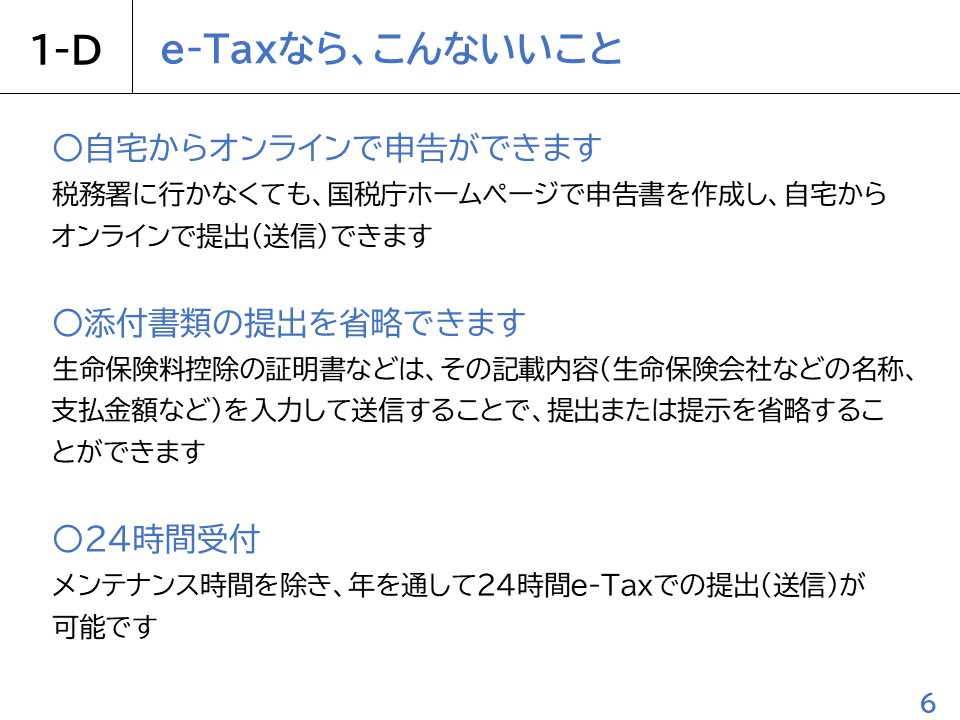 1-D
e-Taxなら、こんないいこと
〇自宅からオンラインで申告ができます
税務署に行かなくても、国税庁ホームページで申告書を作成し、自宅から
オンラインで提出（送信）できます
〇添付書類の提出を省略できます
生命保険料控除の証明書などは、その記載内容（生命保険会社などの名称、
支払金額など）を入力して送信することで、提出または提示を省略するこ
とができます
〇24時間受付
メンテナンス時間を除き、年を通して24時間e-Taxでの提出（送信）が
可能です
6